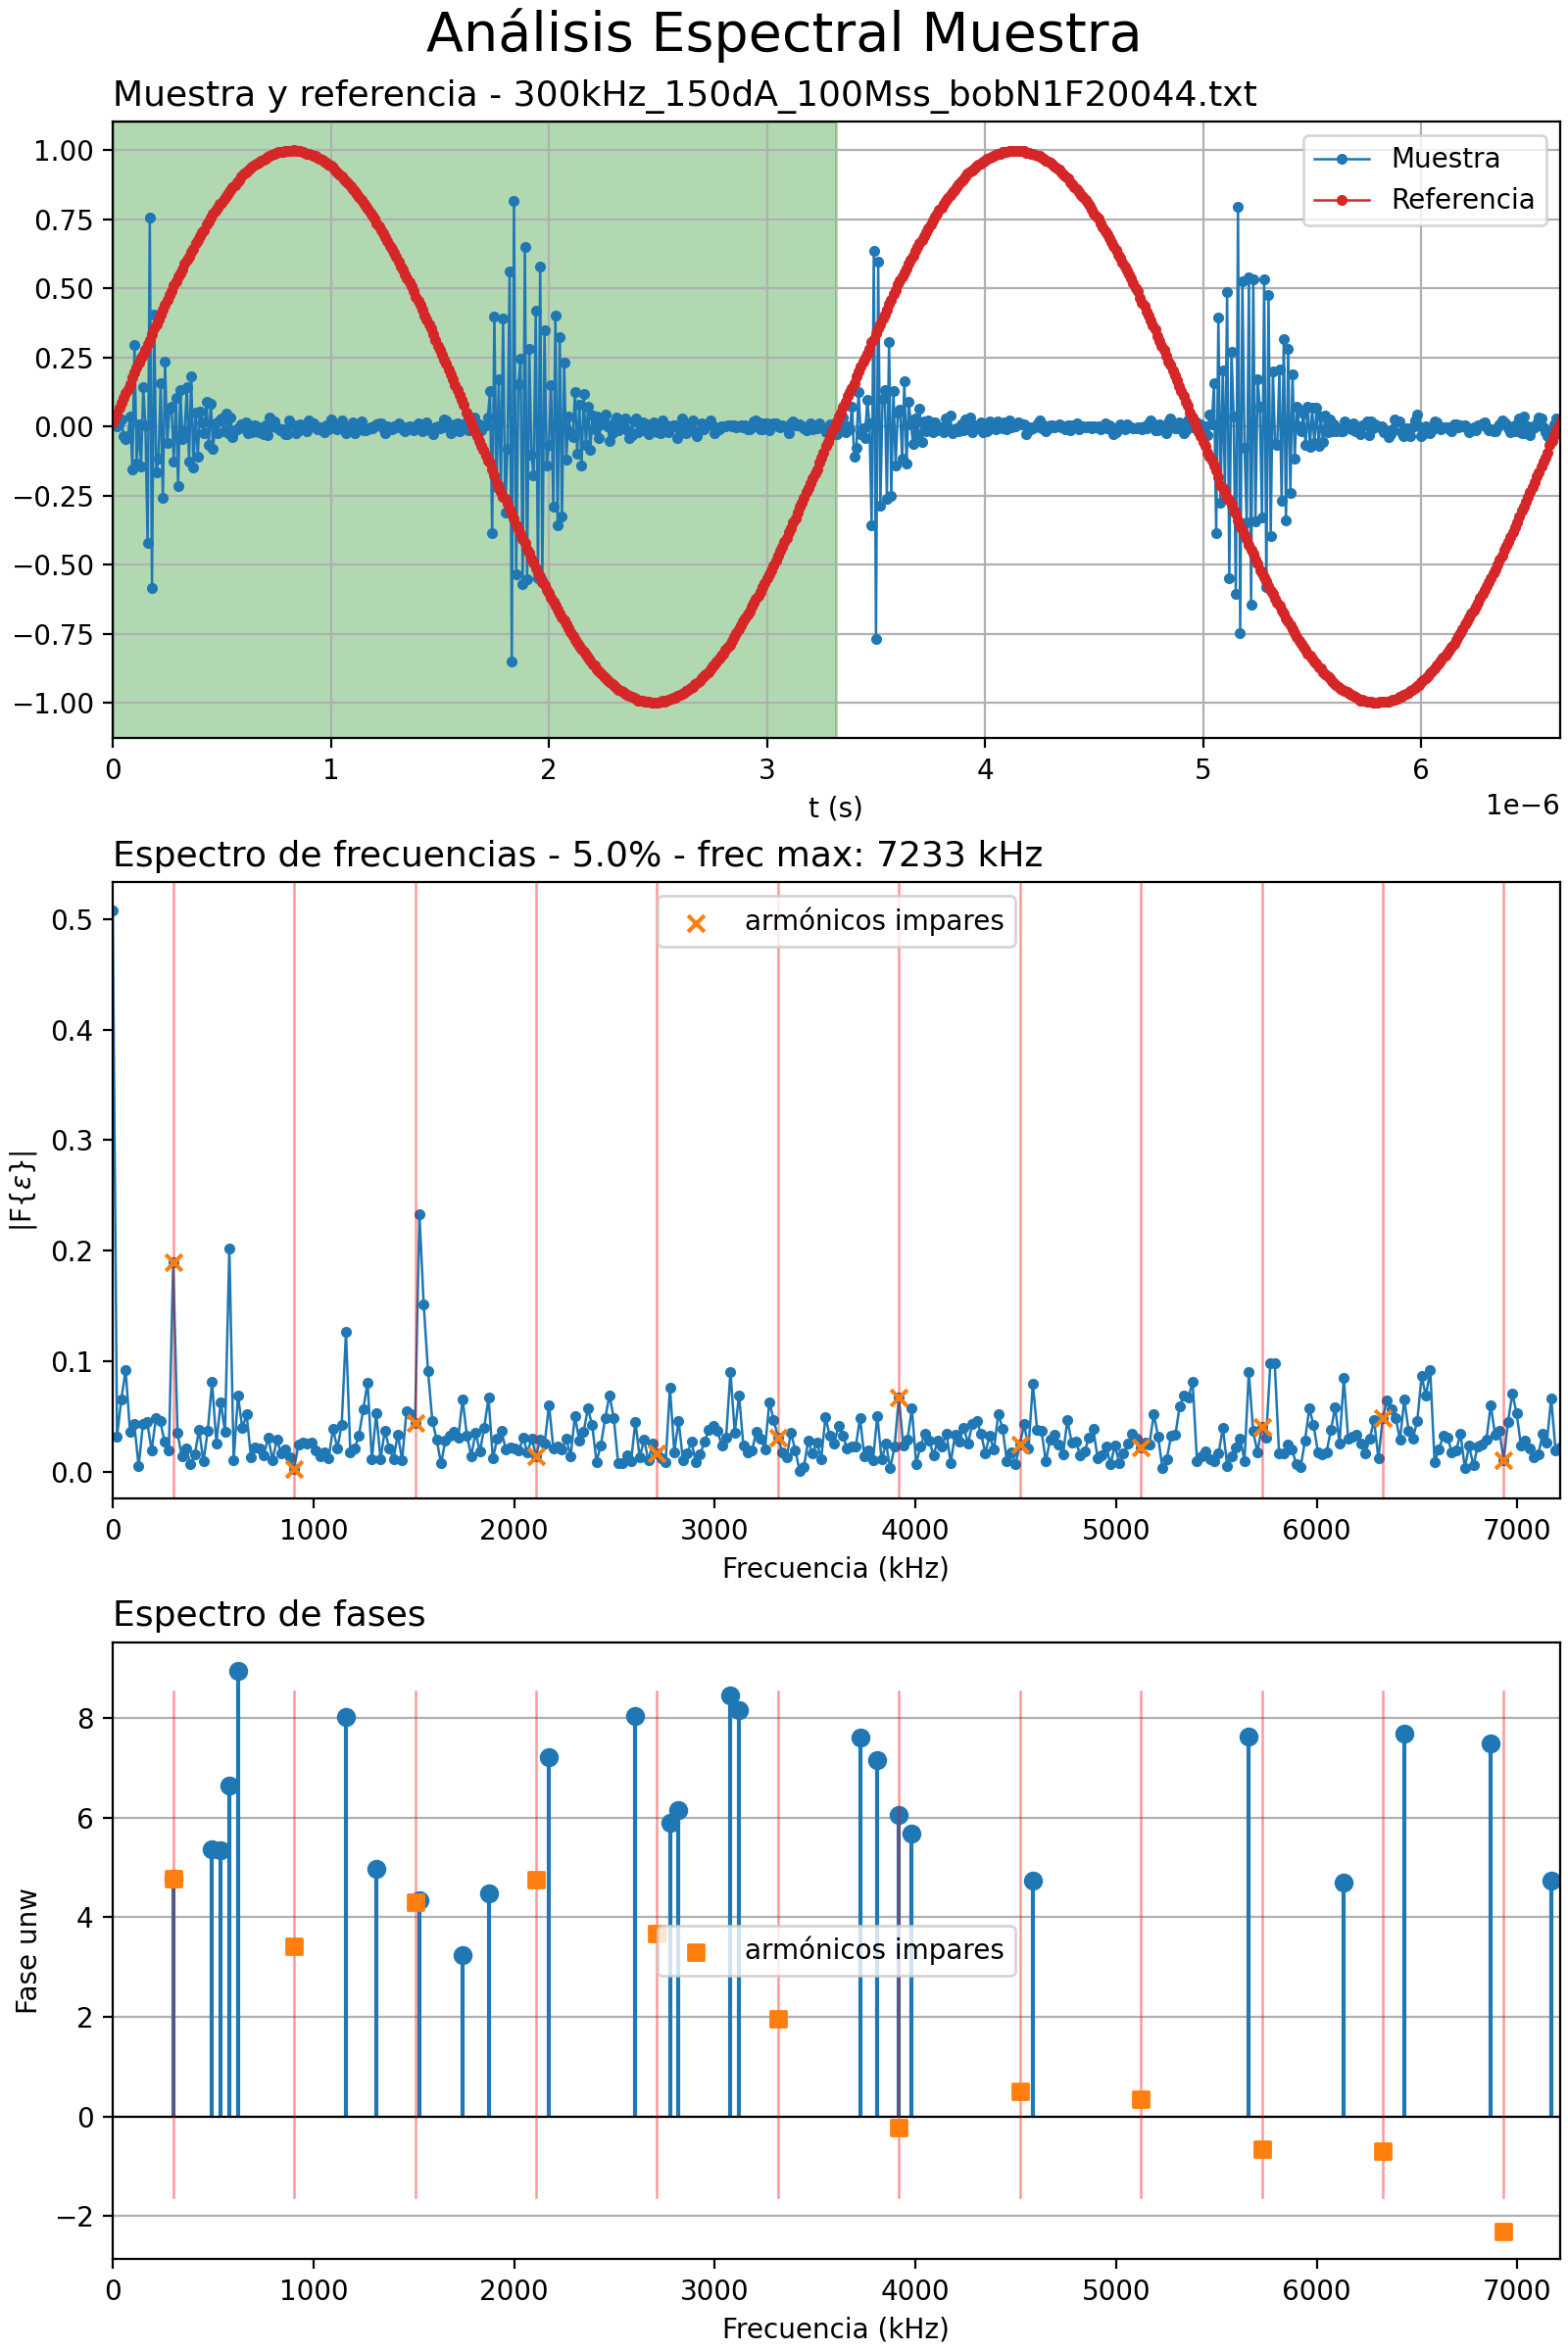 Análisis Espectral Muestra
Muestra y referencia - 300kHz_150dA_100Mss_bobN1F20044.txt
Muestra
Referencia
1.00
0.75
0.50
0.25
0.00
−0.25
−0.50
−0.75
−1.00
0 1 2 3 4 5 6
t (s)
1e−6
Espectro de frecuencias - 5.0% - frec max: 7233 kHz
armónicos impares
|F{ε}|
0.5
0.4
0.3
0.2
0.1
0.0
0 1000 2000 3000 4000 5000 6000 7000
Frecuencia (kHz)
Espectro de fases
Fase unw
8
6
4
armónicos impares
2
0
−2
0 1000 2000 3000 4000 5000 6000 7000
Frecuencia (kHz)